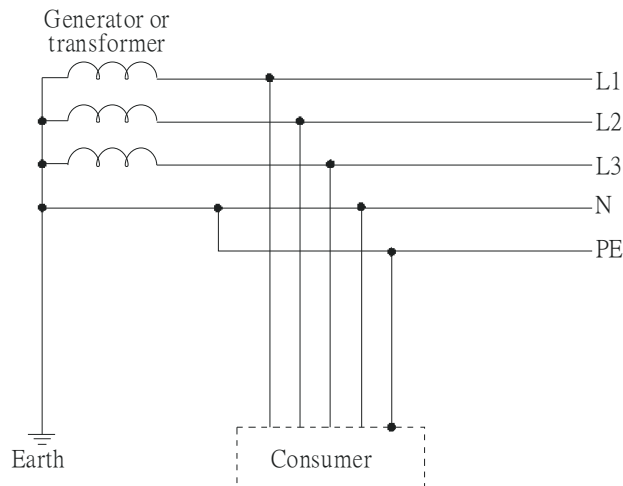 Generator or
transformer
L1
L2
L3
N
PE
Earth
Consumer